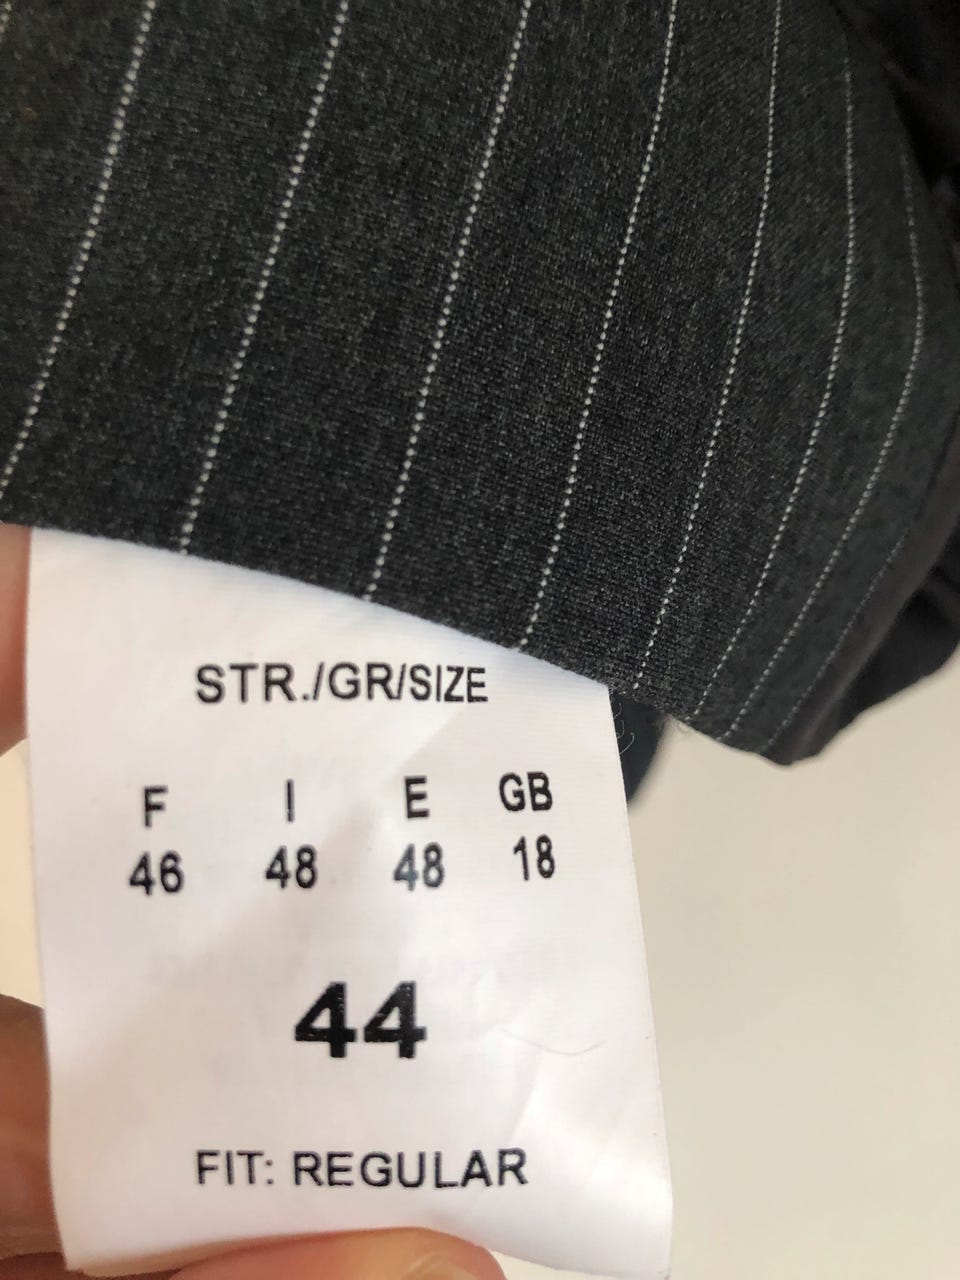 STR./GR/SIZE
F I E GB
46 48 48 18
44
FIT: REGULAR